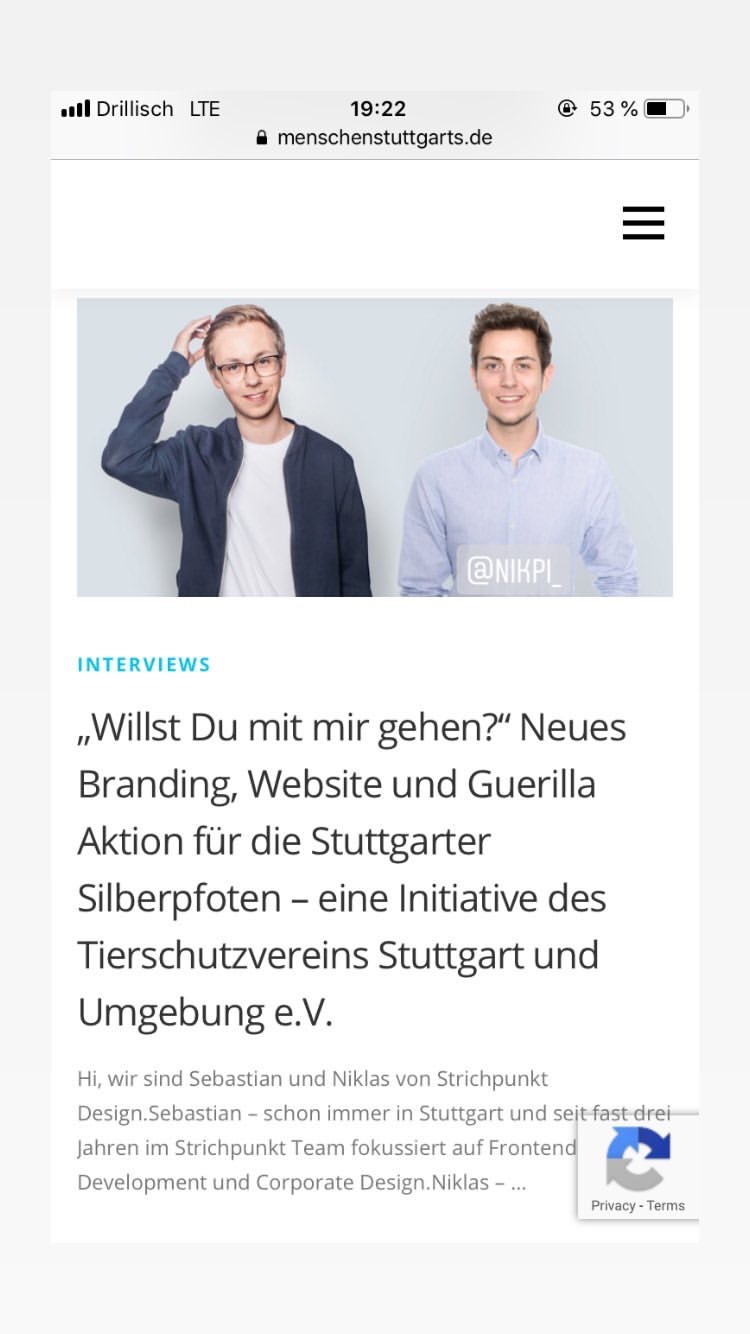 Drillisch LTE 19:22 53 %
menschenstuttgarts.de
@NIKPI_
INTERVIEWS
„Willst Du mit mir gehen?“ Neues
Branding, Website und Guerilla
Aktion für die Stuttgarter
Silberpfoten – eine Initiative des
Tierschutzvereins Stuttgart und
Umgebung e.V.
Hi, wir sind Sebastian und Niklas von Strichpunkt
Design.Sebastian – schon immer in Stuttgart und seit fast drei
Jahren im Strichpunkt Team fokussiert auf Frontend
Development und Corporate Design.Niklas – ...
Privacy - Terms